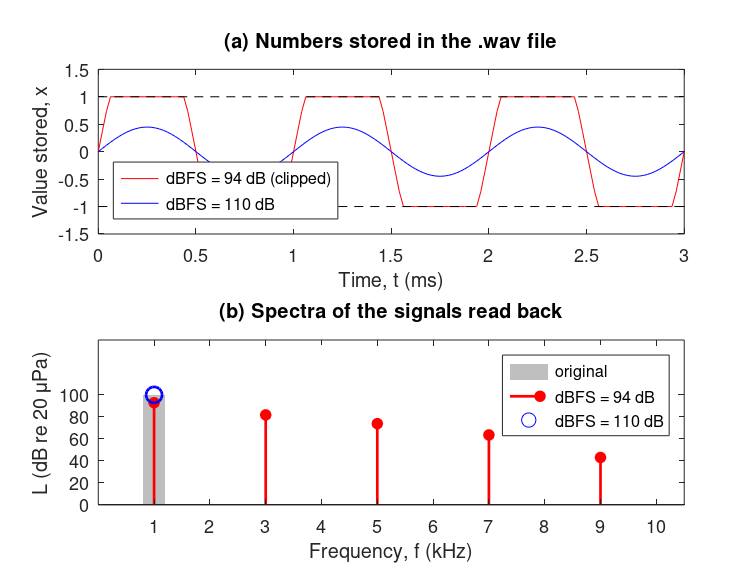 (a) Numbers stored in the .wav file
Value stored, x
1.5
1
0.5
0
-0.5
-1
-1.5
dBFS = 94 dB (clipped)
dBFS = 110 dB
0 0.5 1 1.5 2 2.5 3
Time, t (ms)
(b) Spectra of the signals read back
L (dB re 20 µPa)
100
80
60
40
20
0
original
dBFS = 94 dB
dBFS = 110 dB
1 2 3 4 5 6 7 8 9 10
Frequency, f (kHz)